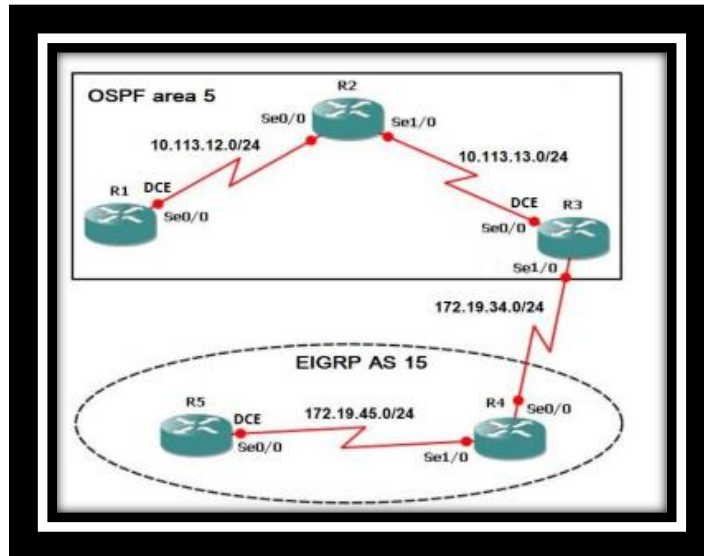 OSPF area 5
R2
Se0/0
Se1/0
10.113.12.0/24
10.113.13.0/24
R1
DCE
Se0/0
DCE
R3
Se0/0
Se1/0
172.19.34.0/24
EIGRP AS 15
R5
DCE
172.19.45.0/24
R4
Se0/0
Se0/0
Se1/0